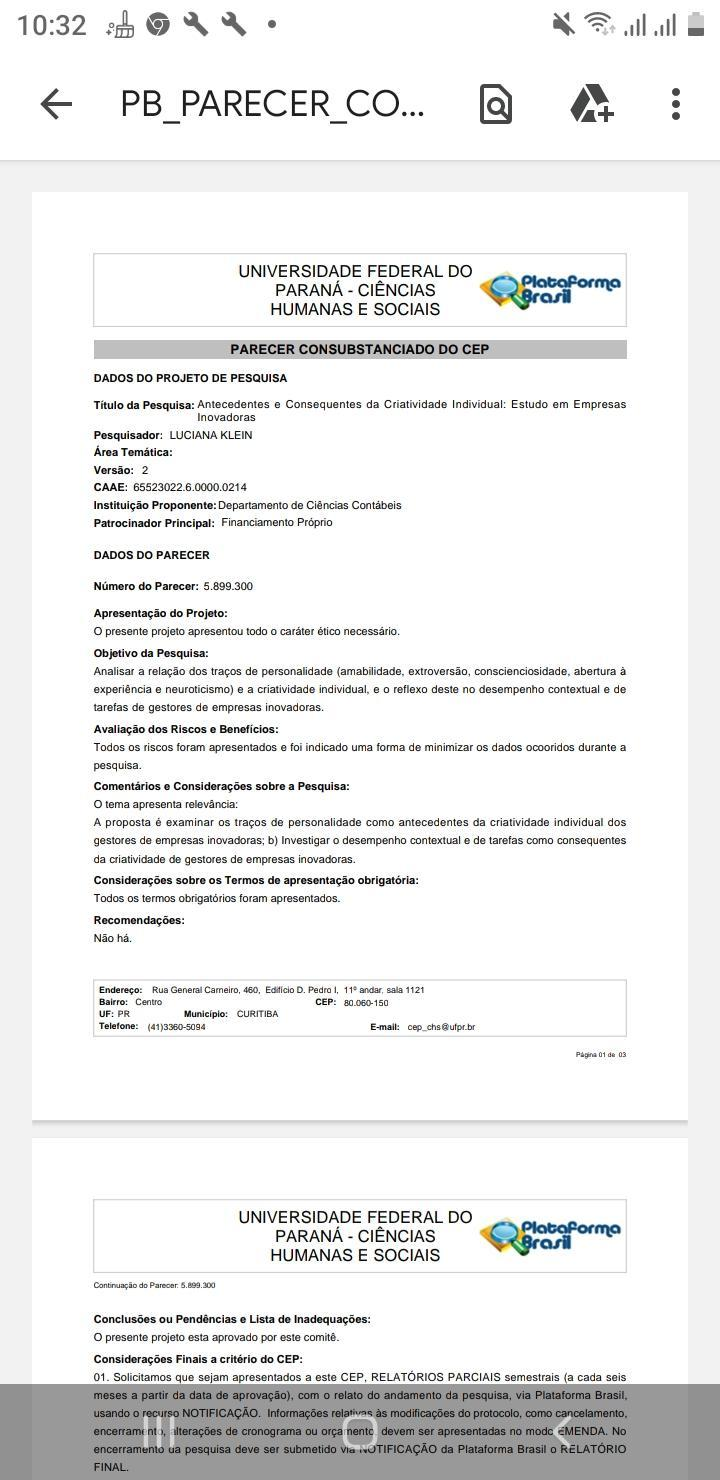 10:32
PB_PARECER_CO...
UNIVERSIDADE FEDERAL DO
PARANÁ - CIÊNCIAS
HUMANAS E SOCIAIS
Plataforma
Brasil
PARECER CONSUBSTANCIADO DO CEP
DADOS DO PROJETO DE PESQUISA
Título da Pesquisa: Antecedentes e Consequentes da Criatividade Individual: Estudo em Empresas
Inovadoras
Pesquisador: LUCIANA KLEIN
Área Temática:
Versão: 2
CAAE: 65523022.6.0000.0214
Instituição Proponente: Departamento de Ciências Contábeis
Patrocinador Principal: Financiamento Próprio
DADOS DO PARECER
Número do Parecer: 5.899.300
Apresentação do Projeto:
O presente projeto apresentou todo o caráter ético necessário.
Objetivo da Pesquisa:
Analisar a relação dos traços de personalidade (amabilidade, extroversão, conscienciosidade, abertura à
experiência e neuroticismo) e a criatividade individual, e o reflexo deste no desempenho contextual e de
tarefas de gestores de empresas inovadoras.
Avaliação dos Riscos e Benefícios:
Todos os riscos foram apresentados e foi indicado uma forma de minimizar os dados ocooridos durante a
pesquisa.
Comentários e Considerações sobre a Pesquisa:
O tema apresenta relevância:
A proposta é examinar os traços de personalidade como antecedentes da criatividade individual dos
gestores de empresas inovadoras; b) Investigar o desempenho contextual e de tarefas como consequentes
da criatividade de gestores de empresas inovadoras.
Considerações sobre os Termos de apresentação obrigatória:
Todos os termos obrigatórios foram apresentados.
Recomendações:
Não há.
Endereço: Rua General Carneiro, 460, Edifício D. Pedro I, 11º andar, sala 1121
Bairro: Centro CEP: 80.060-150
UF: PR Município: CURITIBA
Telefone: (41)3360-5094 E-mail: cep_chs@ufpr.br
Página 01 de 03
UNIVERSIDADE FEDERAL DO
PARANÁ - CIÊNCIAS
HUMANAS E SOCIAIS
Plataforma
Brasil
Continuação do Parecer: 5.899.300
Conclusões ou Pendências e Lista de Inadequações:
O presente projeto esta aprovado por este comitê.
Considerações Finais a critério do CEP:
01. Solicitamos que sejam apresentados a este CEP, RELATÓRIOS PARCIAIS semestrais (a cada seis
meses a partir da data de aprovação), com o relato do andamento da pesquisa, via Plataforma Brasil,
usando o recurso NOTIFICAÇÃO. Informações relativas às modificações do protocolo, como cancelamento,
encerramento, alterações de cronograma ou orçamento, devem ser apresentadas no modo EMENDA. No
encerramento da pesquisa deve ser submetido via NOTIFICAÇÃO da Plataforma Brasil o RELATÓRIO
FINAL.